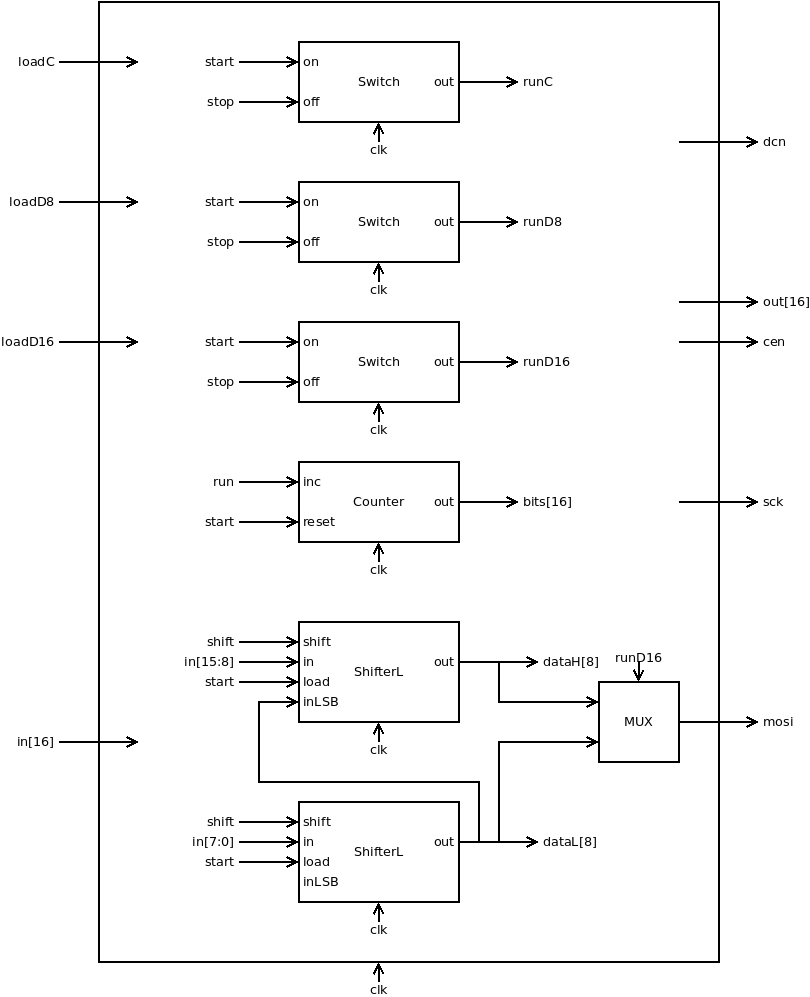 loadC
start
on
Switch
out
runC
stop
off
clk
dcn
loadD8
start
on
Switch
out
runD8
stop
off
clk
out[16]
loadD16
start
on
Switch
out
runD16
cen
stop
off
clk
run
inc
Counter
out
bits[16]
sck
start
reset
clk
shift
shift
in[15:8]
in
ShifterL
out
dataH[8]
runD16
start
load
inLSB
MUX
mosi
in[16]
clk
shift
shift
in[7:0]
in
ShifterL
out
dataL[8]
start
load
inLSB
clk
clk